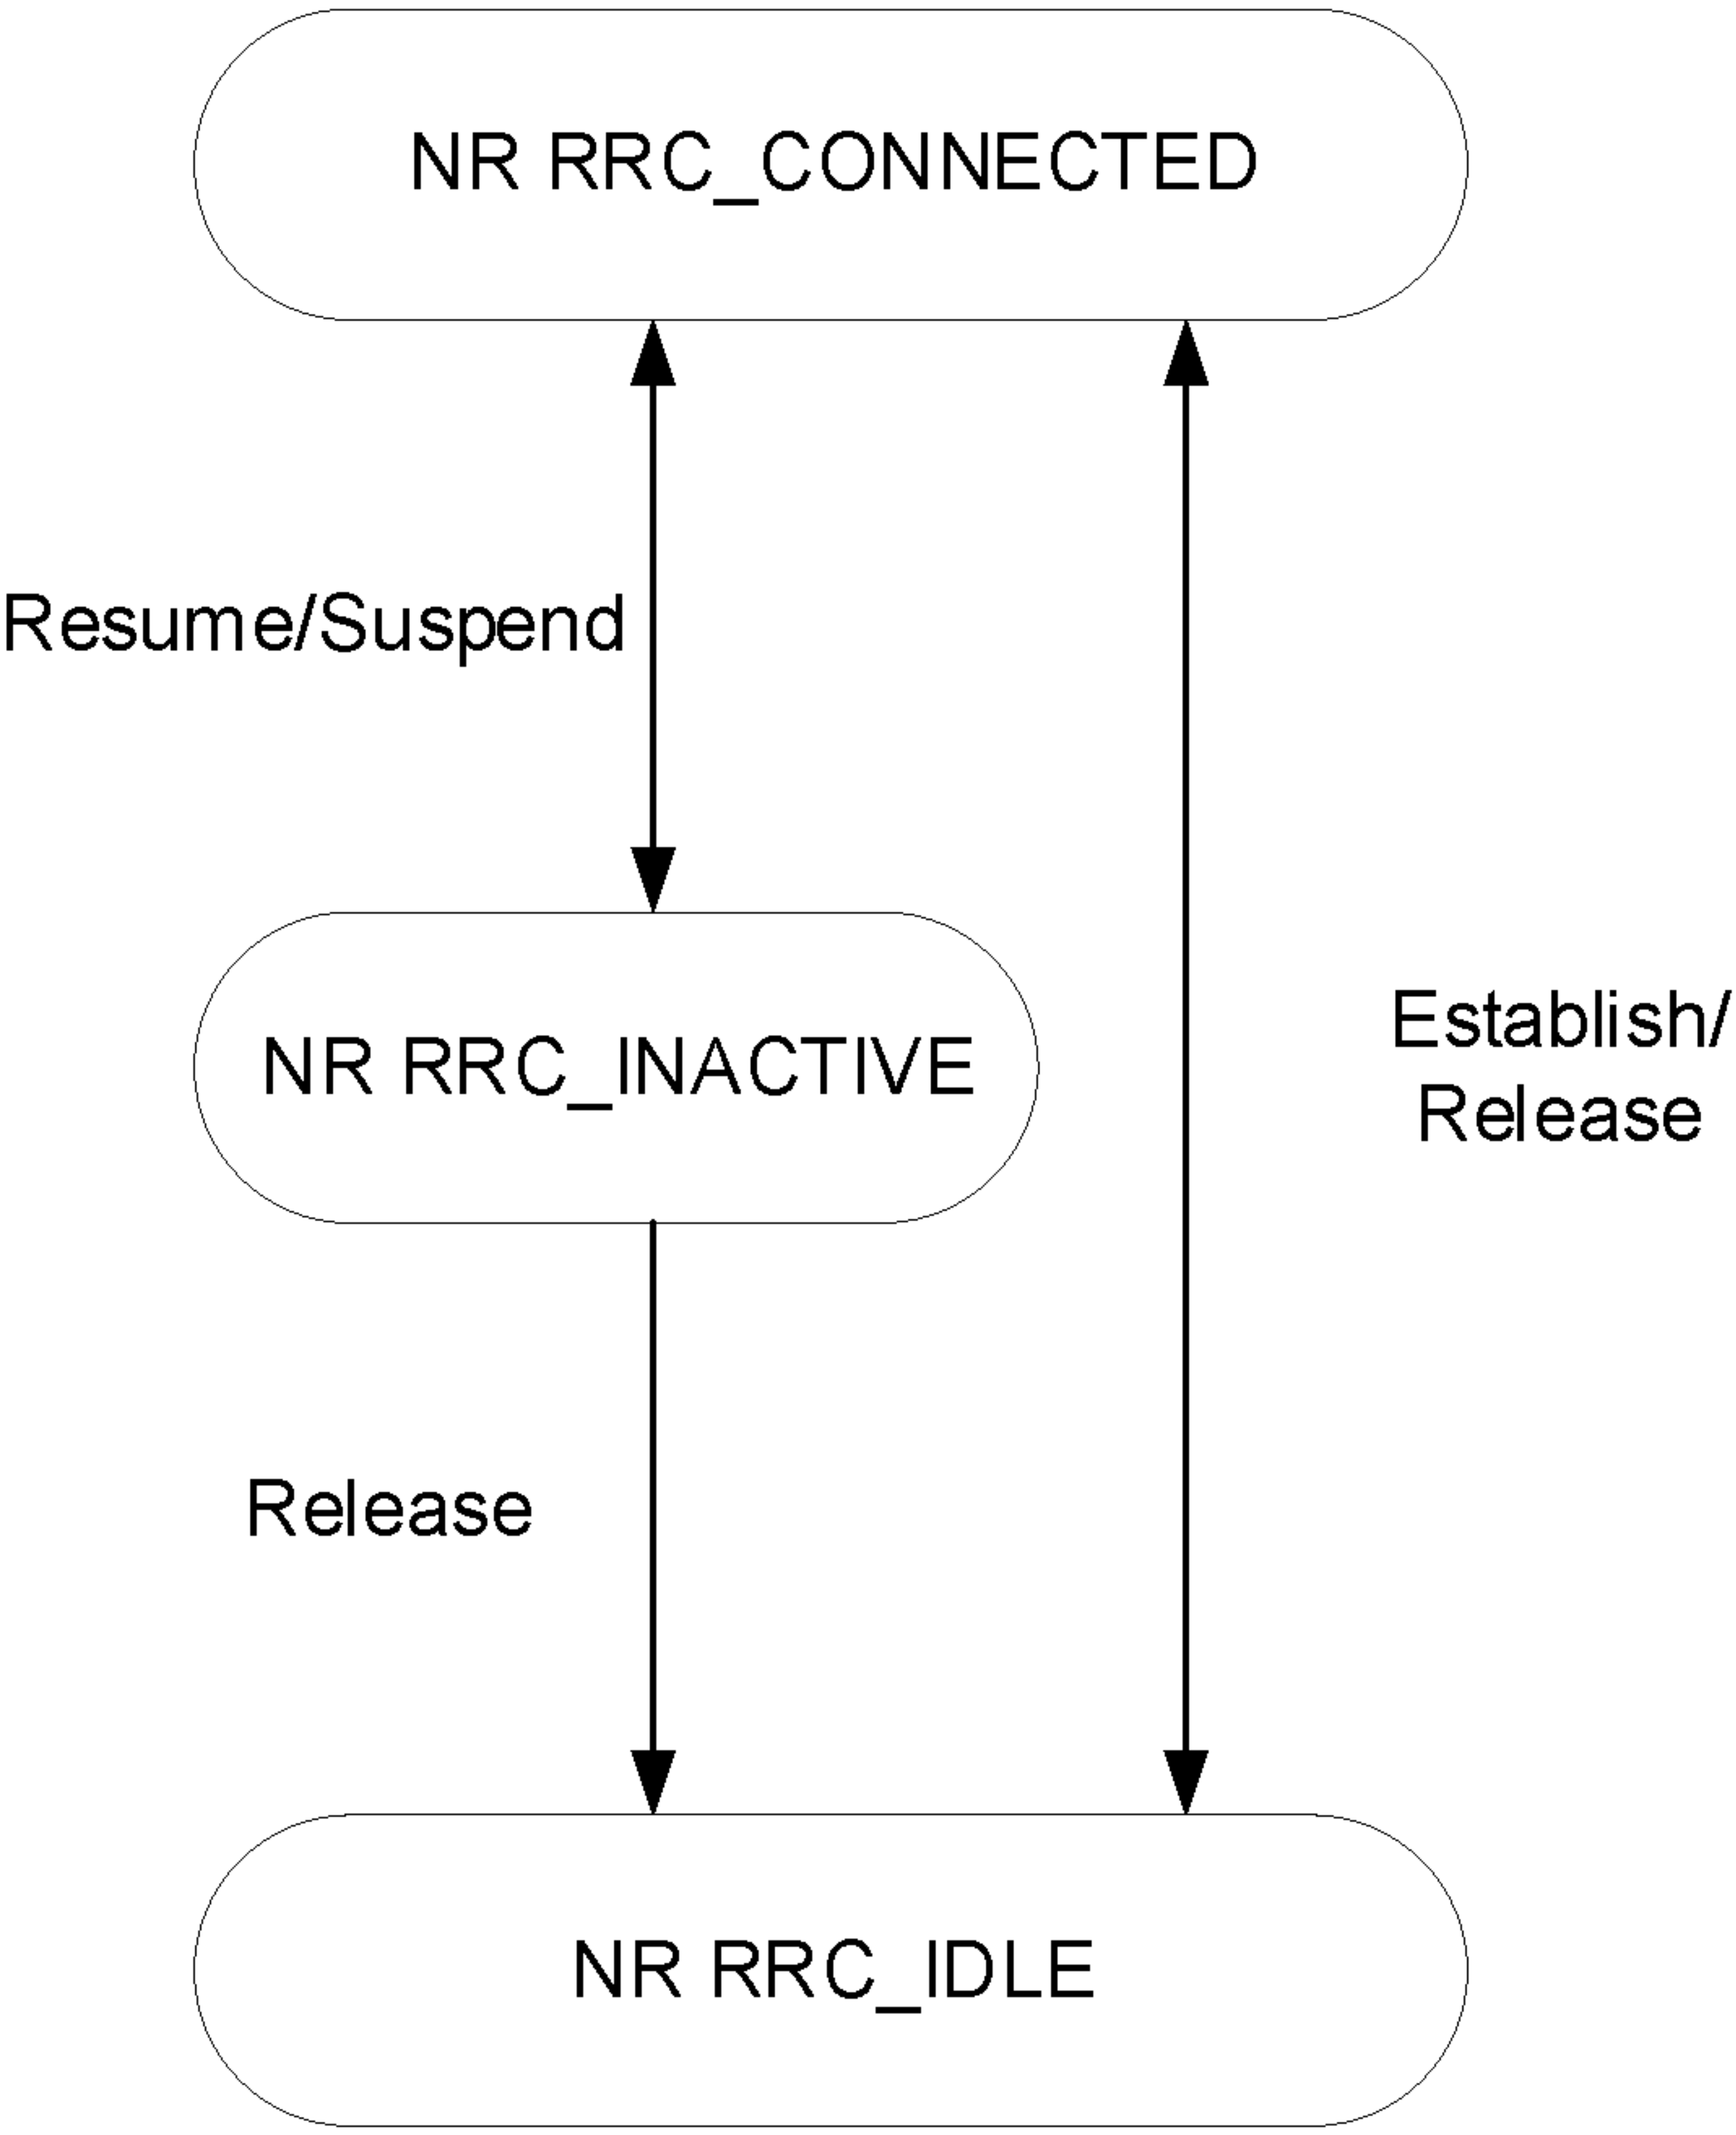 NR RRC_CONNECTED
Resume/Suspend
Establish/
Release
NR RRC_INACTIVE
Release
NR RRC_IDLE